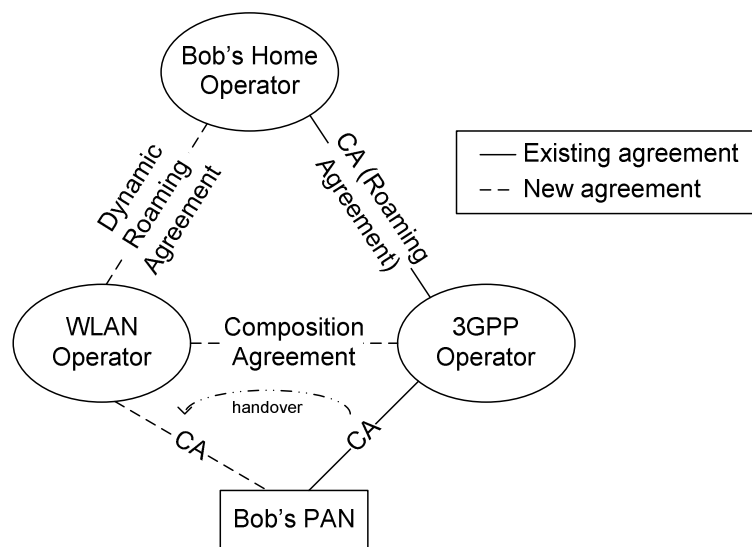 Bob's Home
Operator
Dynamic
Roaming
Agreement
CA (Roaming
Agreement)
Existing agreement
New agreement
WLAN
Operator
Composition
Agreement
3GPP
Operator
handover
CA
CA
Bob's PAN